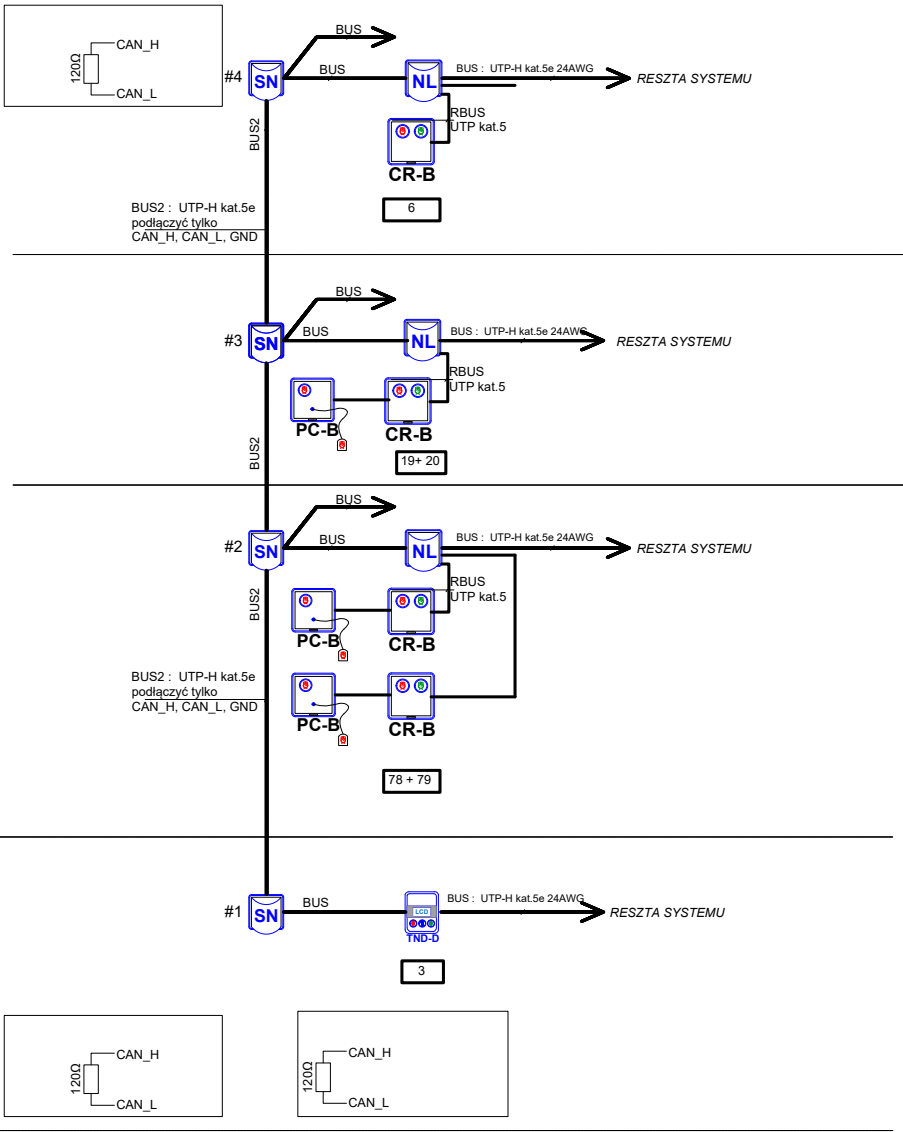 CAN_H
120Ω
CAN_L
BUS
#4
SN
BUS
NL
BUS : UTP-H kat.5e 24AWG
RESZTA SYSTEMU
RBUS
UTP kat.5
BUS2
CR-B
6
BUS2 : UTP-H kat.5e
podłączyć tylko
CAN_H, CAN_L, GND
BUS
#3
SN
BUS
NL
BUS : UTP-H kat.5e 24AWG
RESZTA SYSTEMU
RBUS
UTP kat.5
PC-B
CR-B
BUS2
19+ 20
BUS
#2
SN
BUS
NL
BUS : UTP-H kat.5e 24AWG
RESZTA SYSTEMU
RBUS
UTP kat.5
BUS2
PC-B
CR-B
BUS2 : UTP-H kat.5e
podłączyć tylko
CAN_H, CAN_L, GND
PC-B
CR-B
78 + 79
#1
SN
BUS
LCD
TND-D
BUS : UTP-H kat.5e 24AWG
RESZTA SYSTEMU
3
CAN_H
120Ω
CAN_L
CAN_H
120Ω
CAN_L